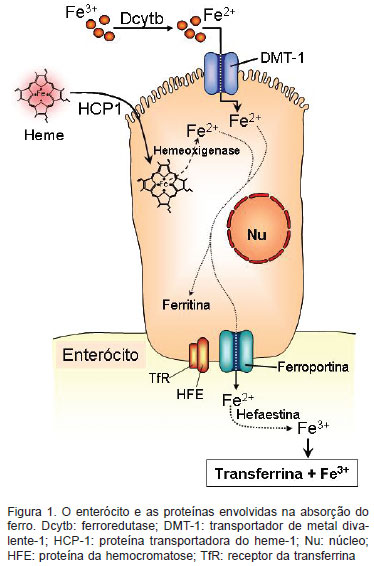 Fe3+ Dcytb Fe2+
DMT-1
HCP1
Heme
Fe
Fe2+ Fe2+
Hemeoxigenase
Fe
Nu
Ferritina
Enterócito
TfR
HFE
Ferroportina
Fe2+
Hefaestina
Fe3+
Transferrina + Fe3+
Figura 1. O enterócito e as proteínas envolvidas na absorção do
ferro. Dcytb: ferroredutase; DMT-1: transportador de metal diva-
lente-1; HCP-1: proteína transportadora do heme-1; Nu: núcleo;
HFE: proteína da hemocromatose; TfR: receptor da transferrina